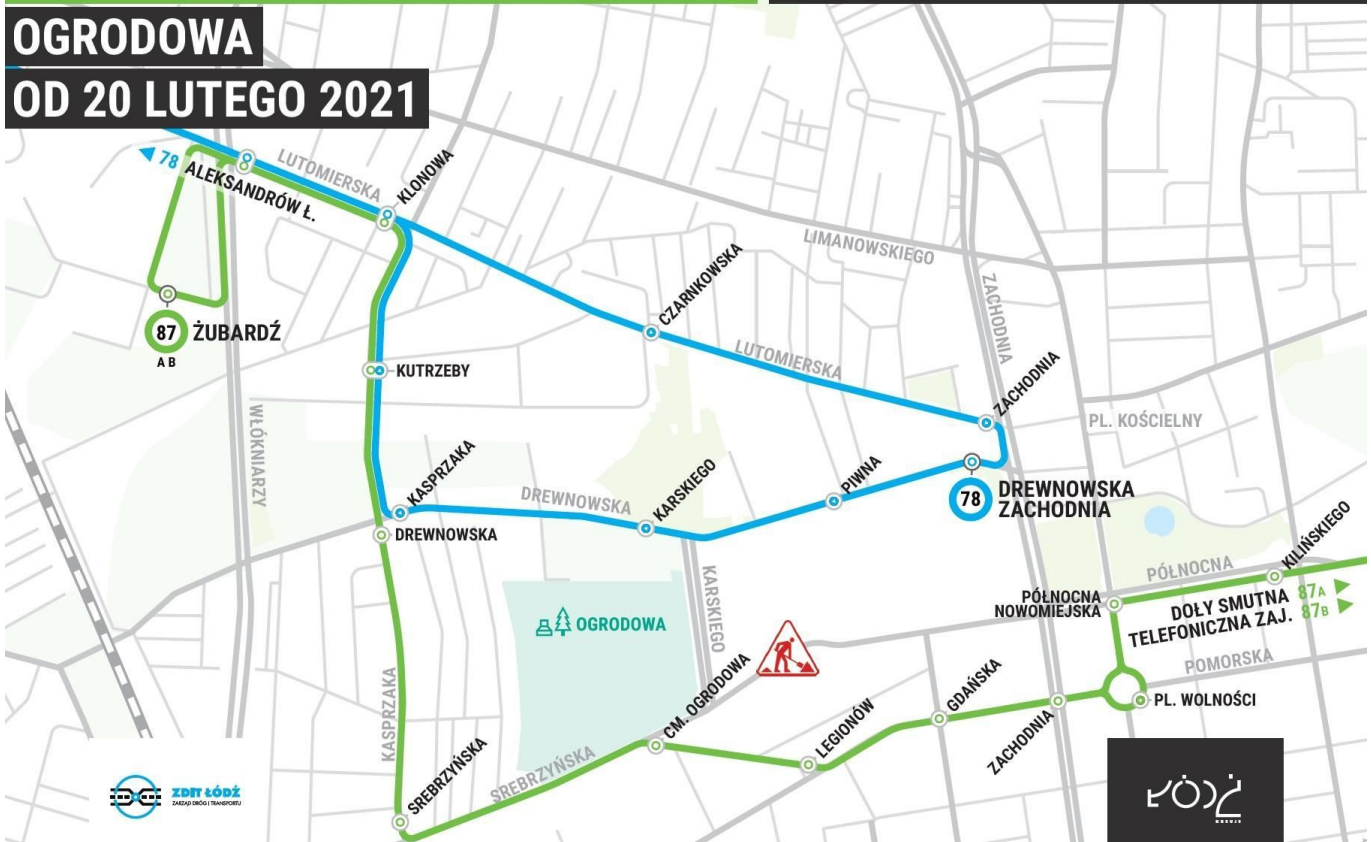 OGRODOWA
OD 20 LUTEGO 2021
78
ALEKSANDRÓW Ł.
LUTOMIERSKA
KLONOWA
LIMANOWSKIEGO
CZARNKOWSKA
ZACHODNIA
87
ŻUBARDŹ
A B
LUTOMIERSKA
KUTRZEBY
ZACHODNIA
PL. KOŚCIELNY
WŁÓKNIARZY
KASPRZAKA
DREWNOWSKA
KARSKIEGO
PIWNA
78
DREWNOWSKA
ZACHODNIA
DREWNOWSKA
KILIŃSKIEGO
PÓŁNOCNA
KARSKIEGO
PÓŁNOCNA
NOWOMIEJSKA
DOŁY SMUTNA 87A
TELEFONICZNA ZAJ. 87B
OGRODOWA
POMORSKA
KASPRZAKA
CM. OGRODOWA
LEGIONÓW
GDAŃSKA
ZACHODNIA
PL. WOLNOŚCI
SREBRZYŃSKA
SREBRZYŃSKA
ZDIT ŁÓDŹ
ZARZĄD DRÓG I TRANSPORTU
ŁÓDŹ
KREUJE